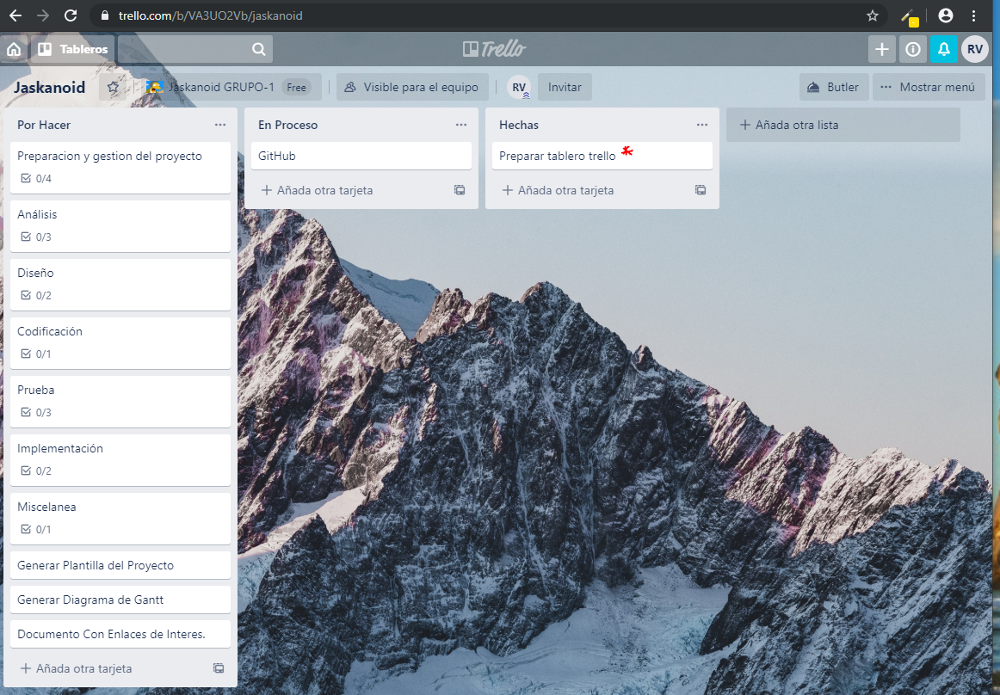 trello.com/b/VA3UO2Vb/jaskanoid
Tableros
Trello
RV
Jaskanoid
Jaskanoid GRUPO-1 Free
Visible para el equipo
RV
Invitar
Butler
Mostrar menú
Por Hacer
Preparacion y gestion del proyecto
0/4
Análisis
0/3
Diseño
0/2
Codificación
0/1
Prueba
0/3
Implementación
0/2
Miscelanea
0/1
Generar Plantilla del Proyecto
Generar Diagrama de Gantt
Documento Con Enlaces de Interes.
Añada otra tarjeta
En Proceso
GitHub
Añada otra tarjeta
Hechas
Preparar tablero trello
Añada otra tarjeta
Añada otra lista